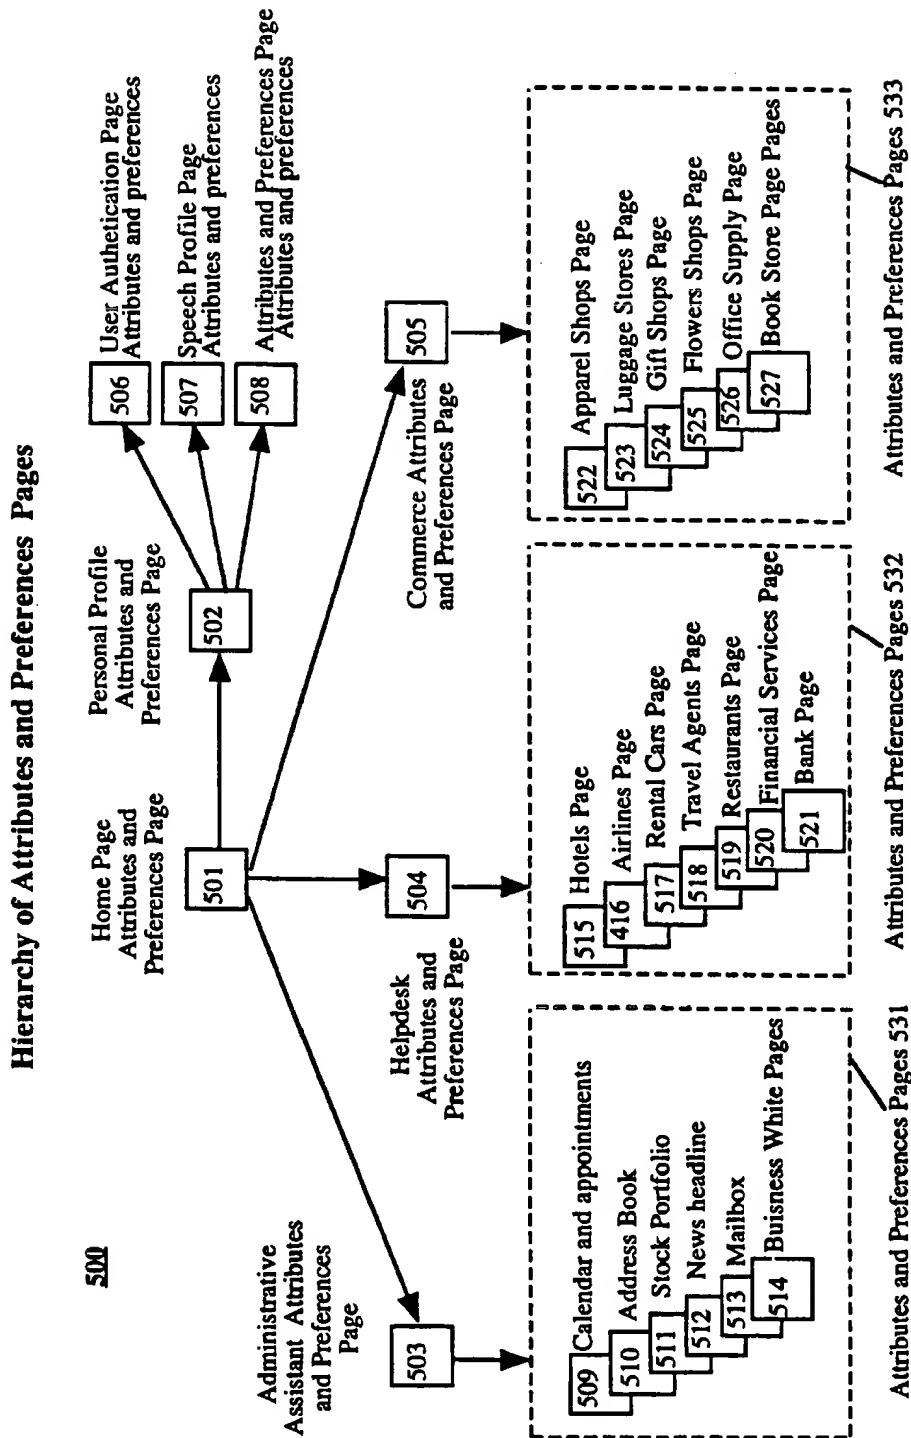 Hierarchy of Attributes and Preferences Pages
500
Home Page
Attributes and
Preferences Page
501
Personal Profile
Attributes and
Preferences Page
502
506
User Authetication Page
Attributes and preferences
507
Speech Profile Page
Attributes and preferences
508
Attributes and Preferences Page
Attributes and preferences
Administrative
Assistant Attributes
and Preferences
Page
503
Helpdesk
Attributes and
Preferences Page
504
Commerce Attributes
and Preferences Page
505
509 Calendar and appointments
510 Address Book
511 Stock Portfolio
512 News headline
513 Mailbox
514 Buisness White Pages
Attributes and Preferences Pages 531
515 Hotels Page
416 Airlines Page
517 Rental Cars Page
518 Travel Agents Page
519 Restaurants Page
520 Financial Services Page
521 Bank Page
Attributes and Preferences Pages 532
522 Apparel Shops Page
523 Luggage Stores Page
524 Gift Shops Page
525 Flowers Shops Page
526 Office Supply Page
527 Book Store Page Pages
Attributes and Preferences Pages 533